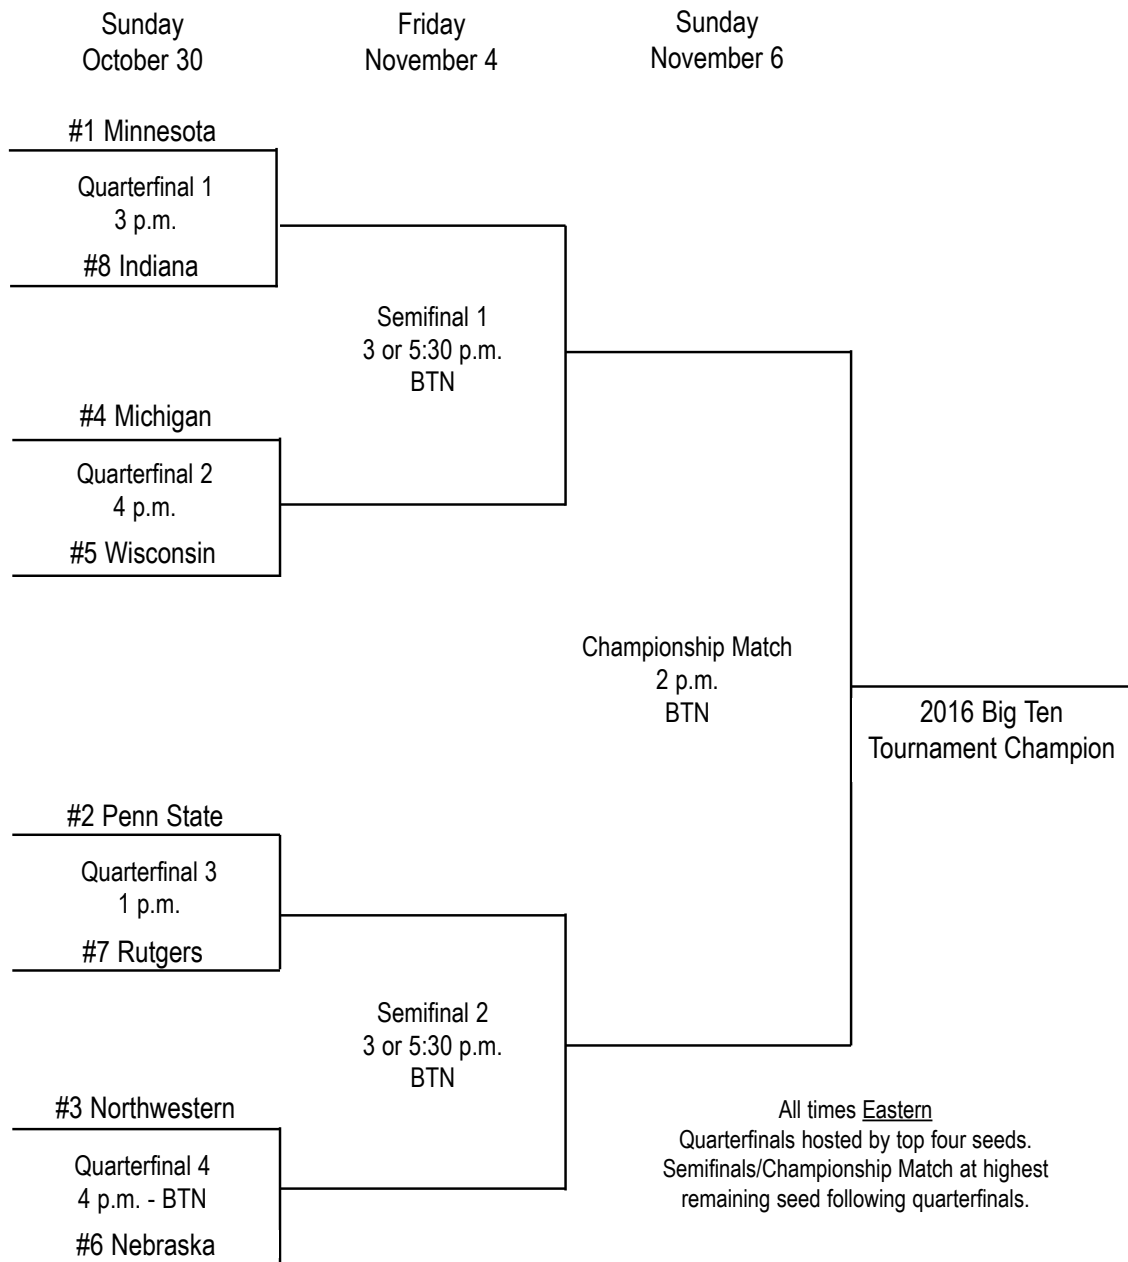 Sunday
October 30
Friday
November 4
Sunday
November 6
#1 Minnesota
Quarterfinal 1
3 p.m.
#8 Indiana
Semifinal 1
3 or 5:30 p.m.
BTN
#4 Michigan
Quarterfinal 2
4 p.m.
#5 Wisconsin
Championship Match
2 p.m.
BTN
2016 Big Ten
Tournament Champion
#2 Penn State
Quarterfinal 3
1 p.m.
#7 Rutgers
Semifinal 2
3 or 5:30 p.m.
BTN
#3 Northwestern
Quarterfinal 4
4 p.m. - BTN
#6 Nebraska
All times Eastern
Quarterfinals hosted by top four seeds.
Semifinals/Championship Match at highest
remaining seed following quarterfinals.